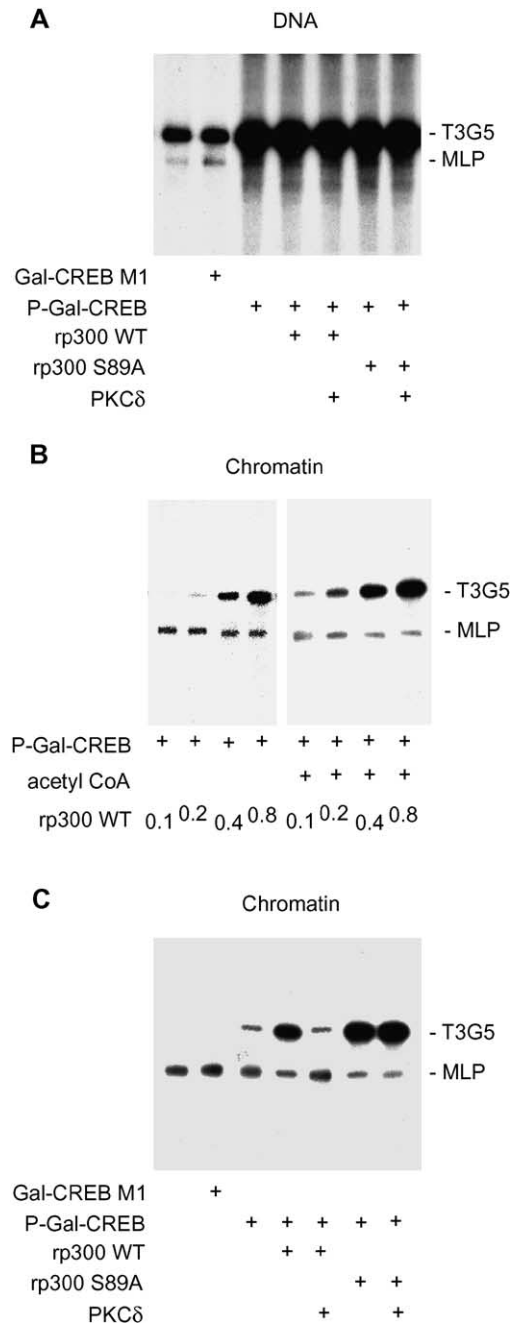 A
DNA
- T3G5
- MLP
Gal-CREB M1 +
P-Gal-CREB + + + + +
rp300 WT + +
rp300 S89A + +
PKCδ + +
B
Chromatin
- T3G5
- MLP
P-Gal-CREB + + + + + + + +
acetyl CoA + + + +
rp300 WT 0.1 0.2 0.4 0.8 0.1 0.2 0.4 0.8
C
Chromatin
- T3G5
- MLP
Gal-CREB M1 +
P-Gal-CREB + + + + +
rp300 WT + +
rp300 S89A + +
PKCδ + +